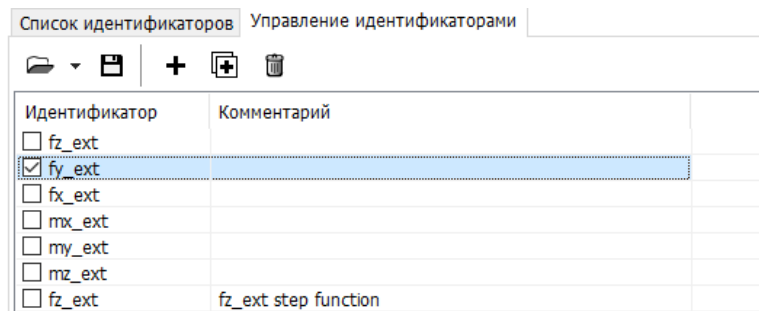 Список идентификаторов Управление идентификаторами
Идентификатор Комментарий
fz_ext
fy_ext
fx_ext
mx_ext
my_ext
mz_ext
fz_ext fz_ext step function